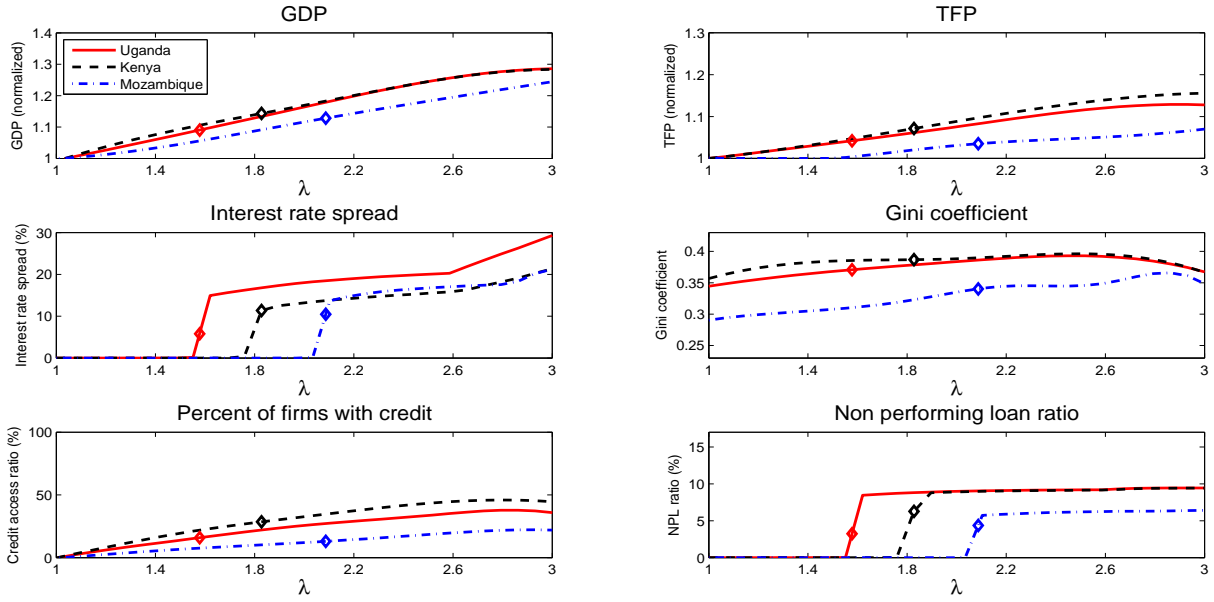 GDP
GDP (normalized)
1.4
1.3
1.2
1.1
1
Uganda
Kenya
Mozambique
1 1.4 1.8 2.2 2.6 3
λ
TFP
TFP (normalized)
1.3
1.2
1.1
1
1 1.4 1.8 2.2 2.6 3
λ
Interest rate spread
Interest rate spread (%)
30
20
10
0
1 1.4 1.8 2.2 2.6 3
λ
Gini coefficient
Gini coefficient
0.4
0.35
0.3
0.25
1 1.4 1.8 2.2 2.6 3
λ
Percent of firms with credit
Credit access ratio (%)
100
50
0
1 1.4 1.8 2.2 2.6 3
λ
Non performing loan ratio
NPL ratio (%)
15
10
5
0
1 1.4 1.8 2.2 2.6 3
λ